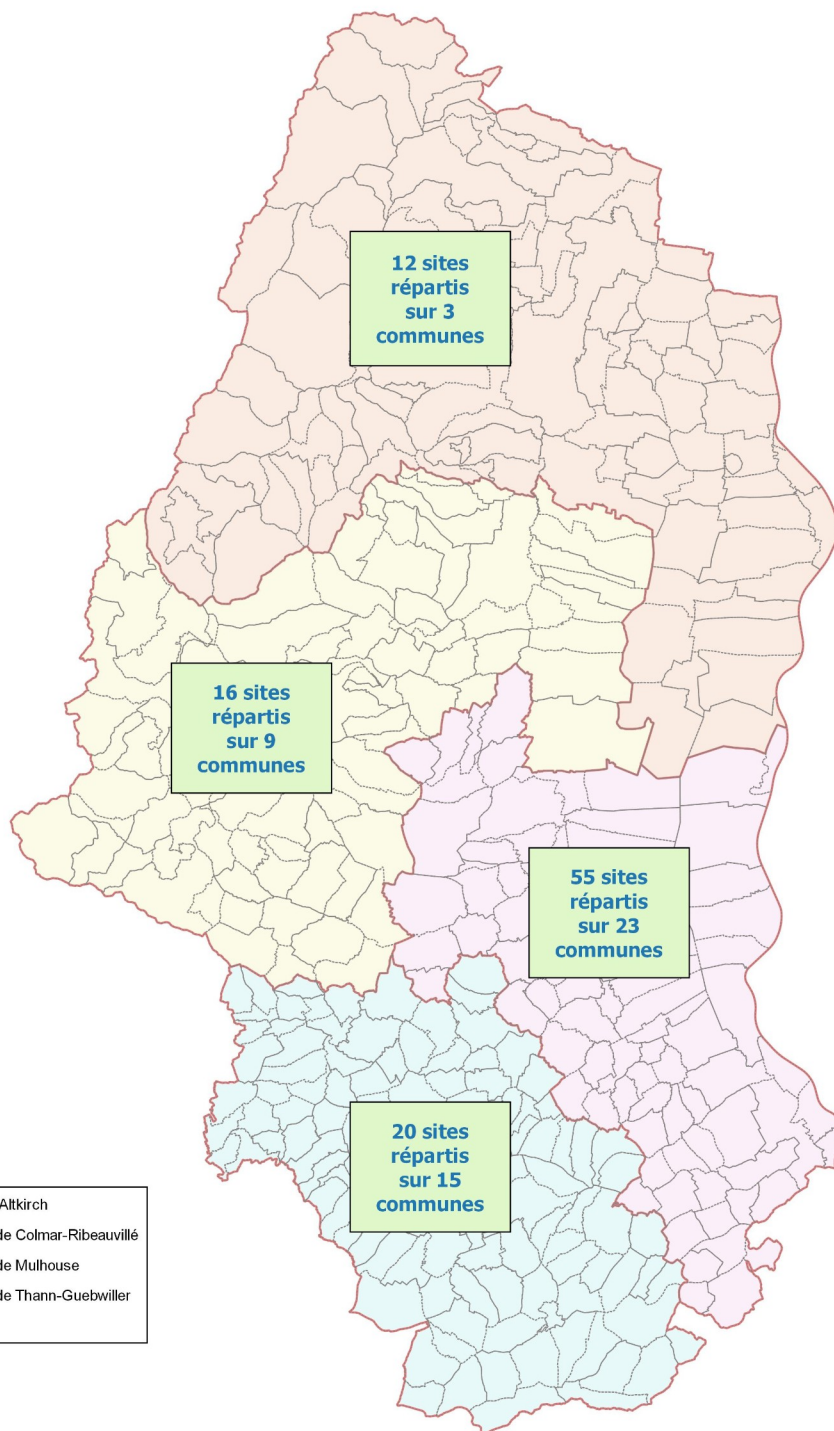 12 sites
répartis
sur 3
communes
16 sites
répartis
sur 9
communes
55 sites
répartis
sur 23
communes
20 sites
répartis
sur 15
communes
Altkirch
de Colmar-Ribeauvillé
de Mulhouse
de Thann-Guebwiller